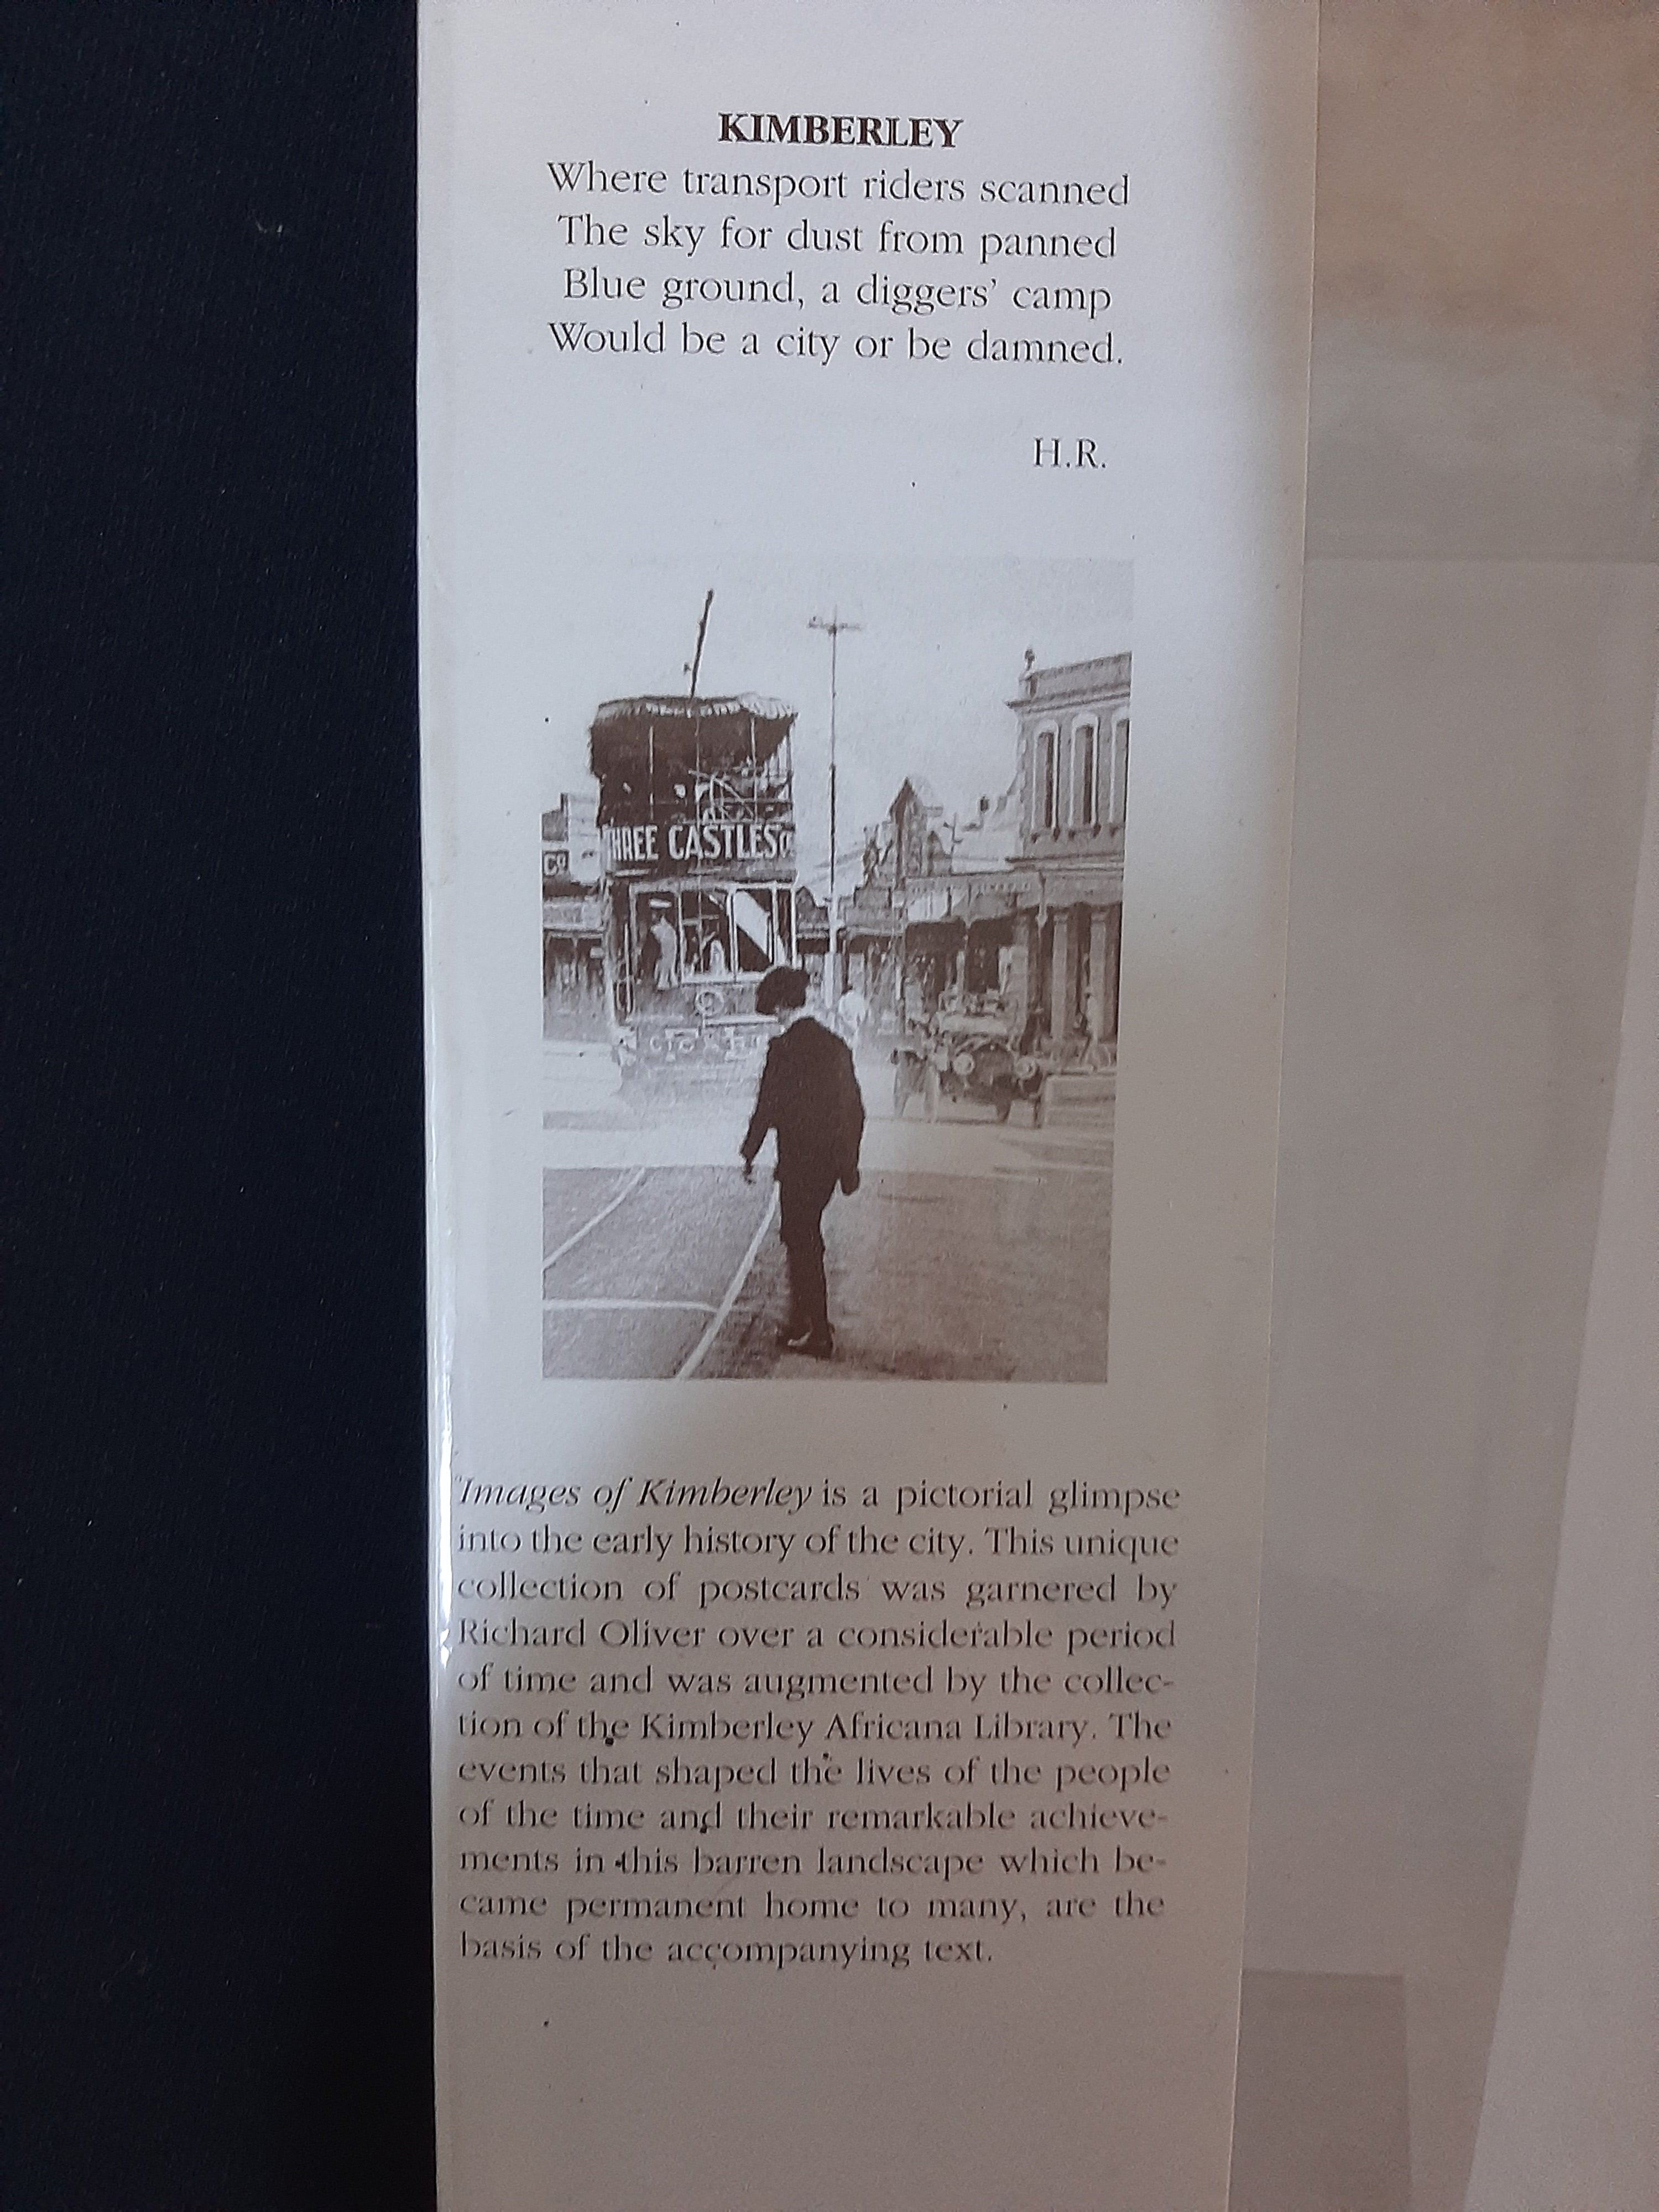 KIMBERLEY
Where transport riders scanned
The sky for dust from panned
Blue ground, a diggers' camp
Would be a city or be damned.
H.R.
THREE CASTLES
Co
Images of Kimberley is a pictorial glimpse
into the early history of the city. This unique
collection of postcards was garnered by
Richard Oliver over a considerable period
of time and was augmented by the collec-
tion of the Kimberley Africana Library. The
events that shaped the lives of the people
of the time and their remarkable achieve-
ments in this barren landscape which be-
came permanent home to many, are the
basis of the accompanying text.